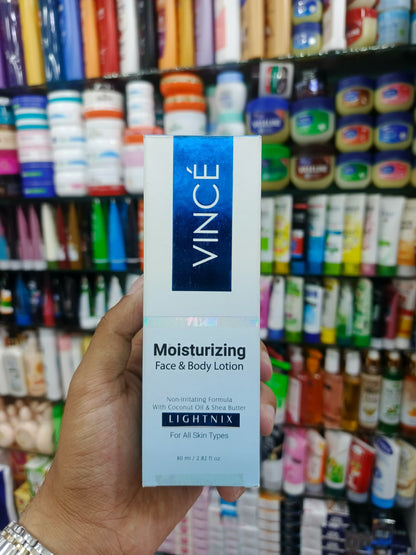 VINCÉ
Moisturizing
Face & Body Lotion
Non-Irritating Formula
With Coconut Oil & Shea Butter
LIGHTNIX
For All Skin Types
80 ml / 2.82 fl oz
Vaseline